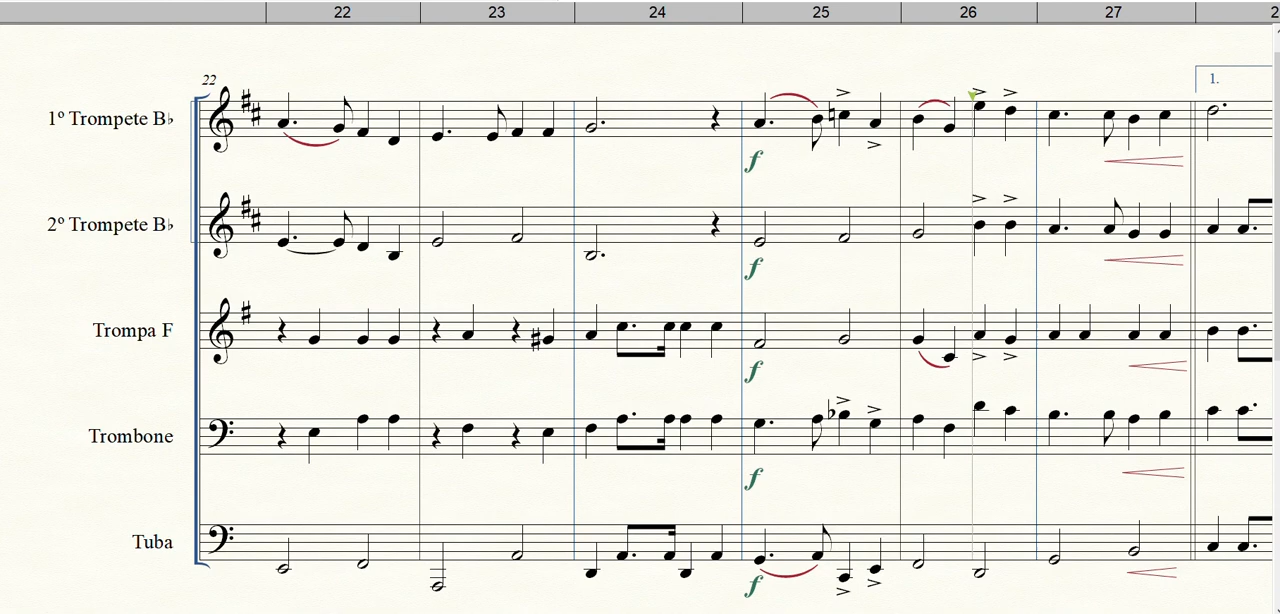 22 23 24 25 26 27
22
1.
1º Trompete B♭
f
2º Trompete B♭
f
Trompa F
f
Trombone
f
Tuba
f